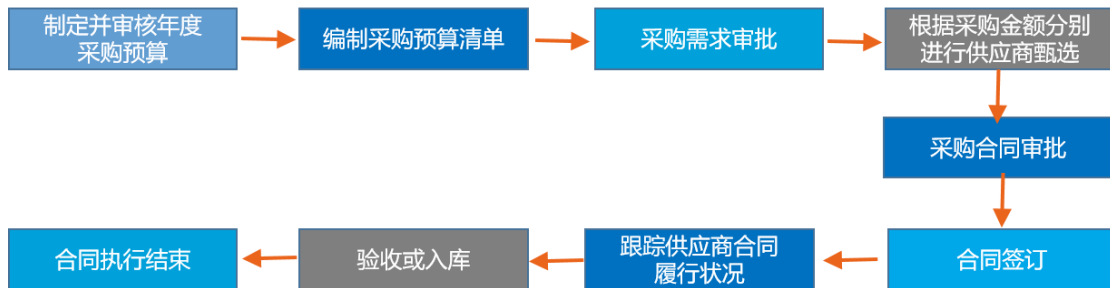 制定并审核年度
采购预算
编制采购预算清单
采购需求审批
根据采购金额分别
进行供应商甄选
采购合同审批
合同签订
跟踪供应商合同
履行状况
验收或入库
合同执行结束